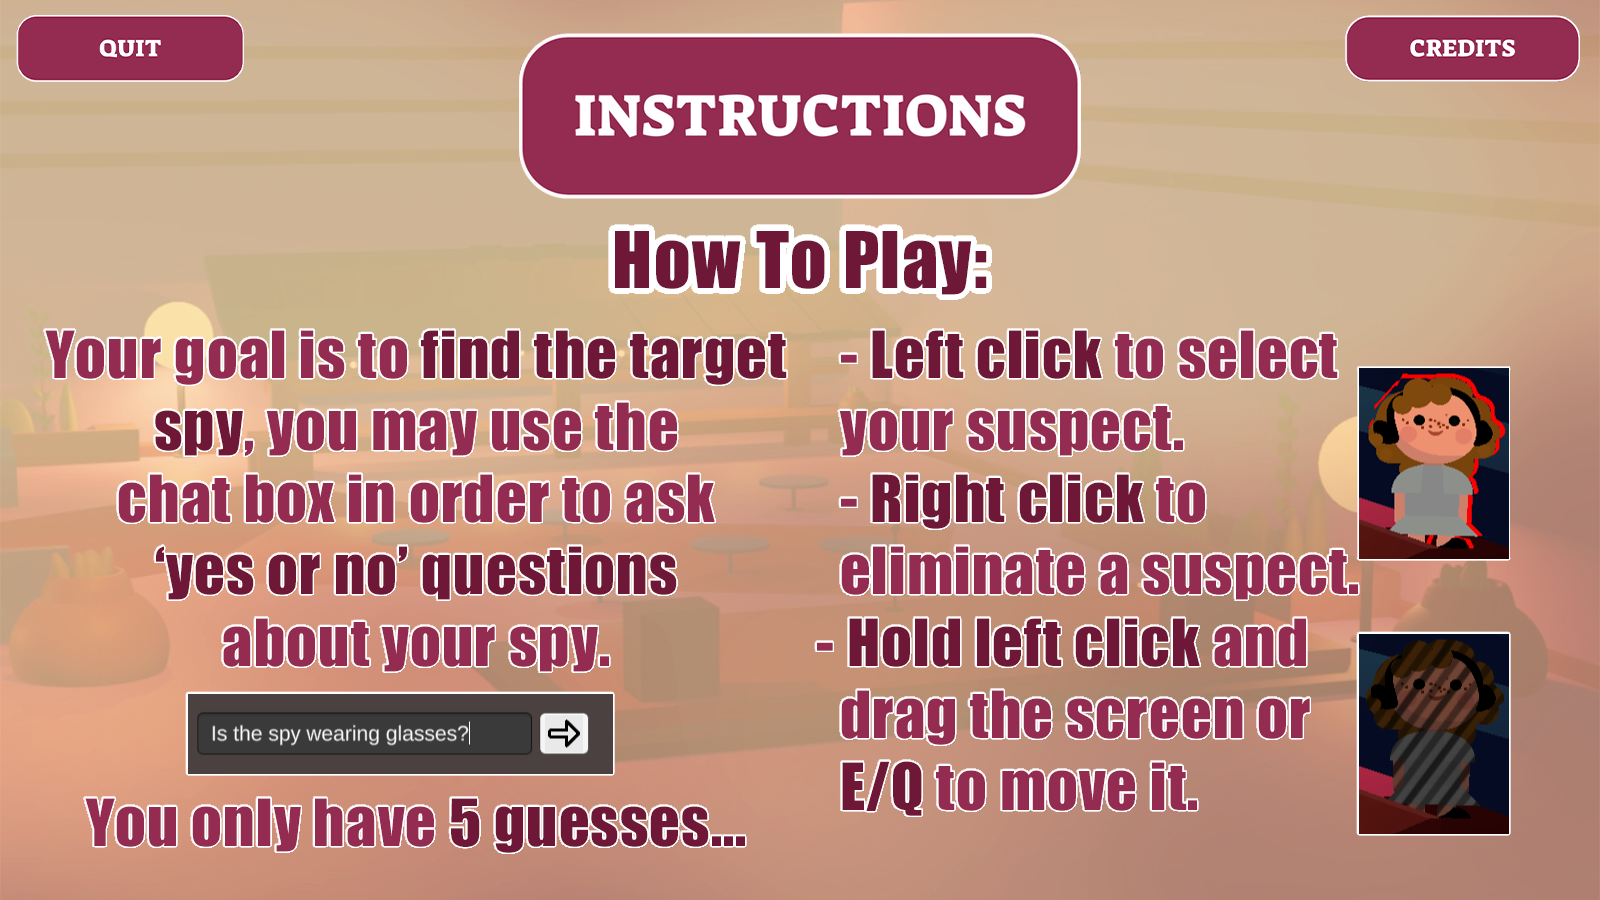 QUIT
CREDITS
INSTRUCTIONS
How To Play:
Your goal is to find the target
spy, you may use the
chat box in order to ask
‘yes or no’ questions
about your spy.
Is the spy wearing glasses?
You only have 5 guesses...
- Left click to select
your suspect.
- Right click to
eliminate a suspect.
- Hold left click and
drag the screen or
E/Q to move it.